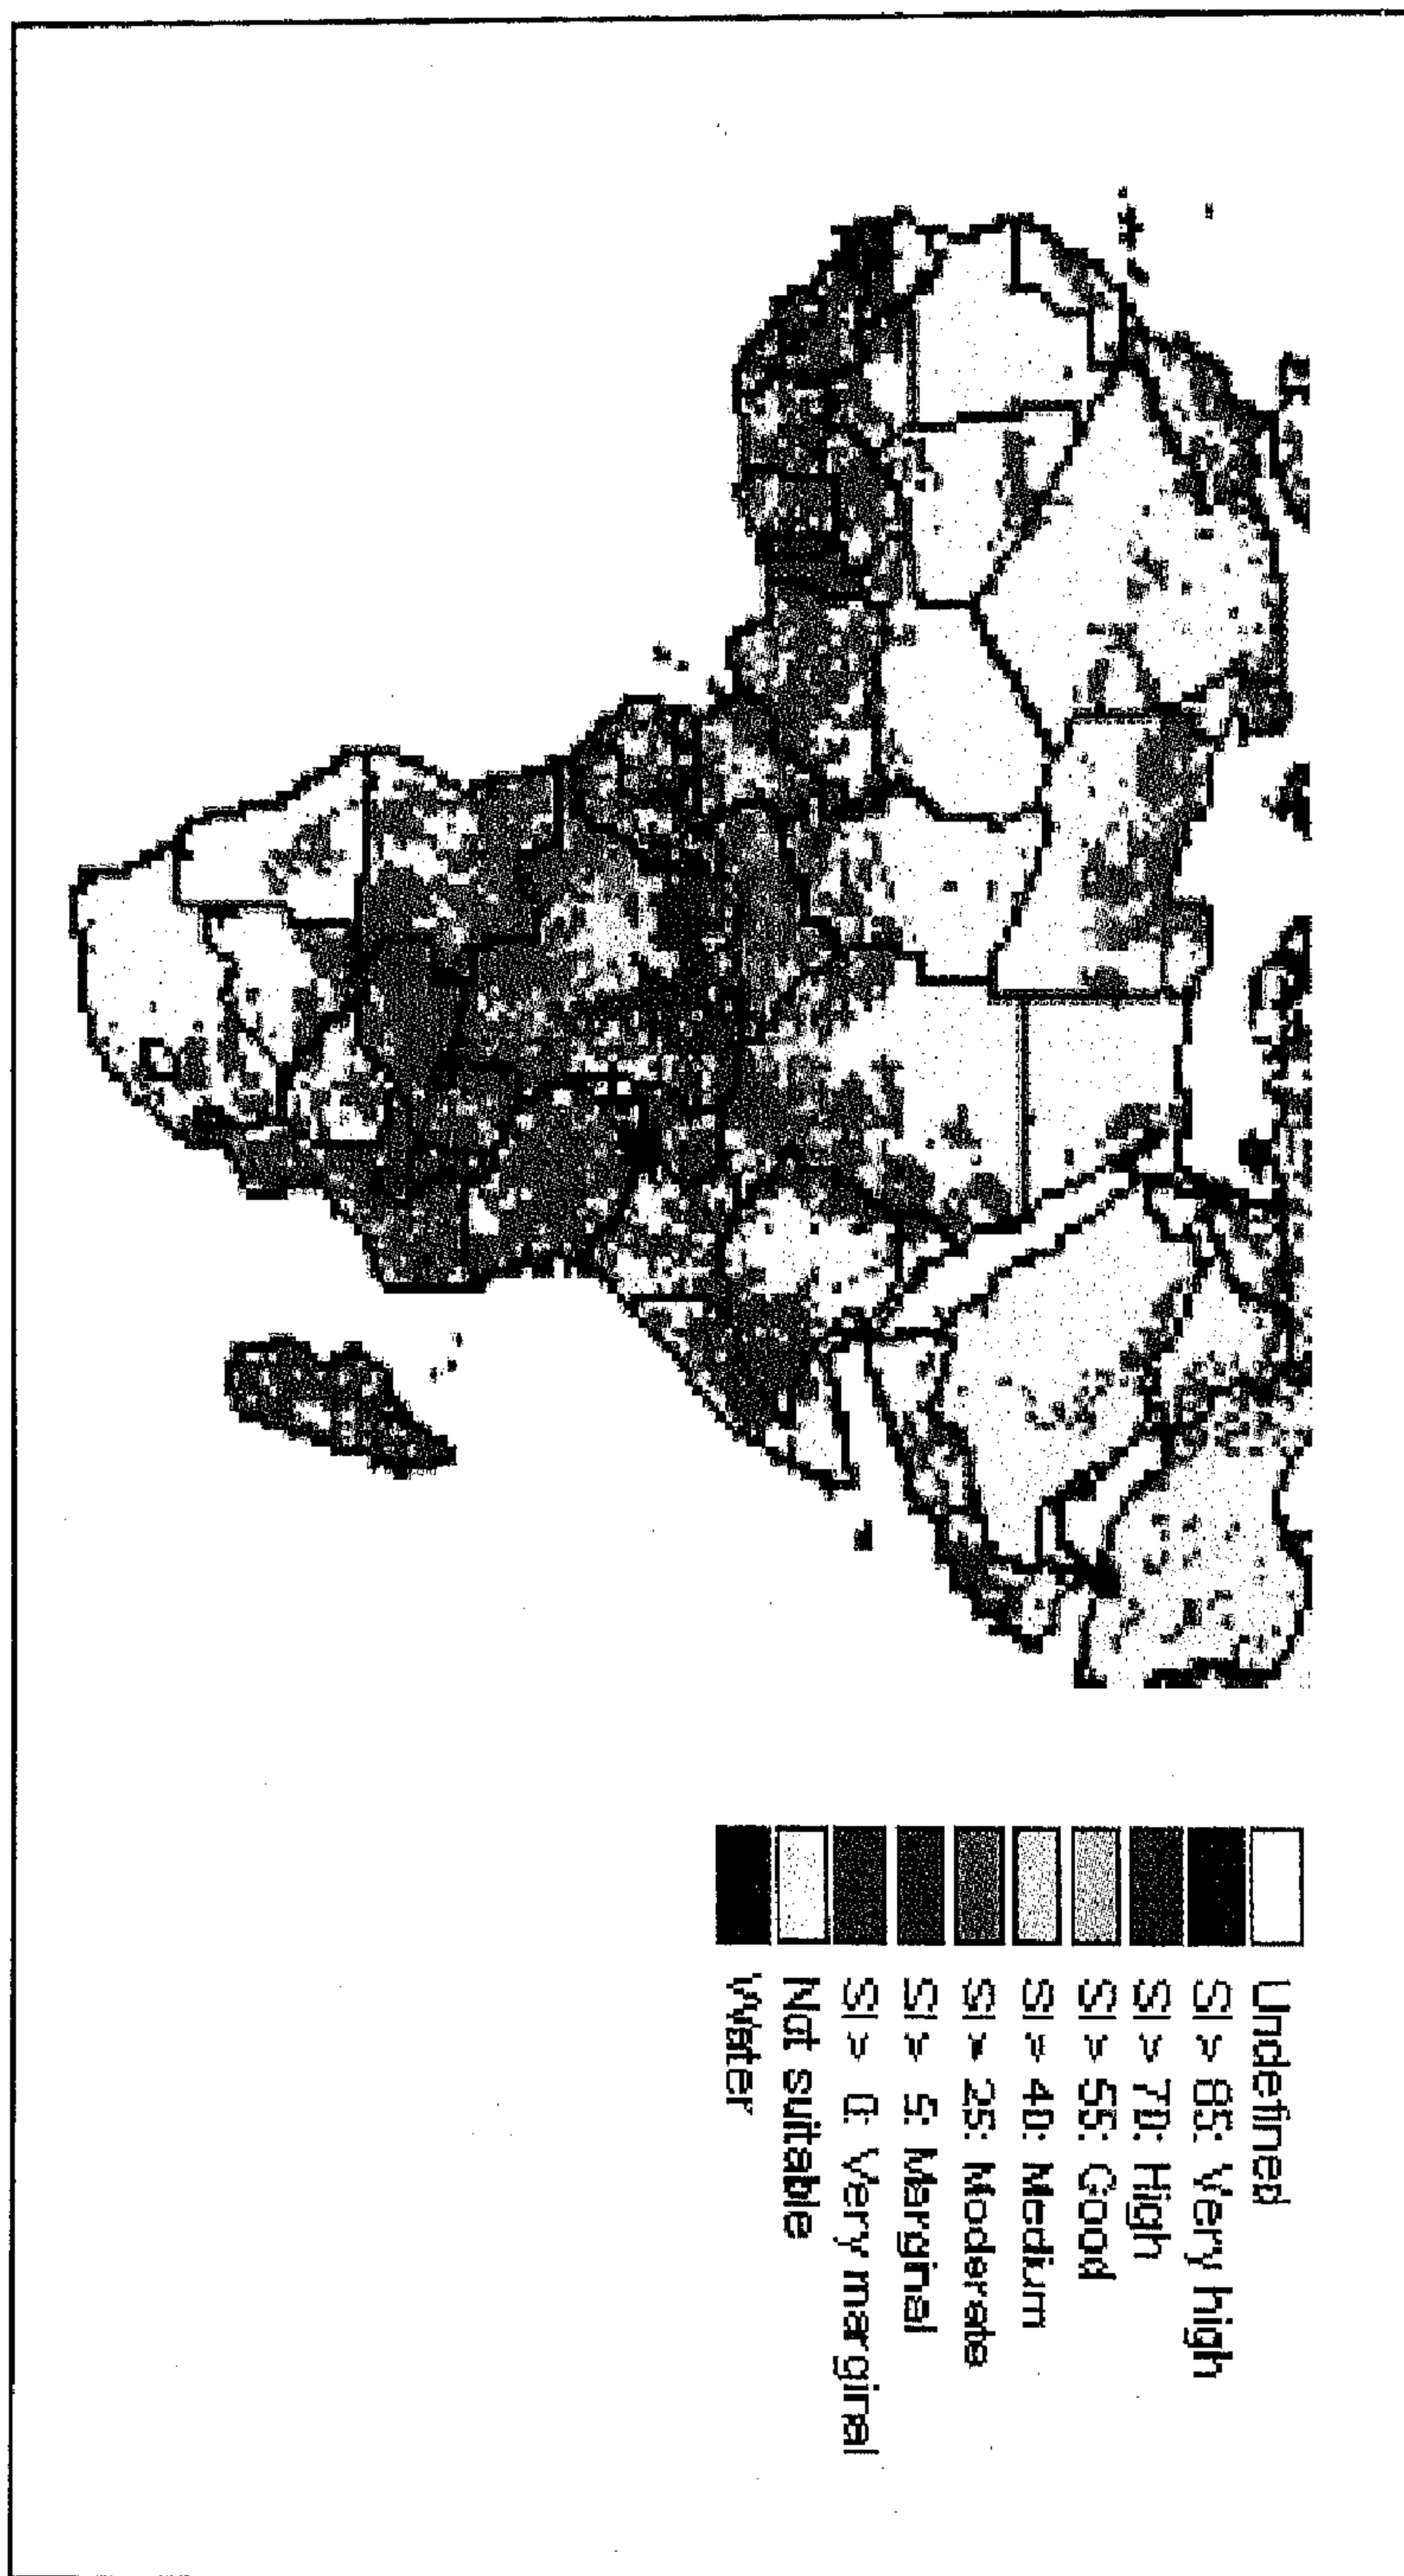 Undefined
SI > 85: Very high
SI > 70: High
SI > 55: Good
SI > 40: Medium
SI > 25: Moderate
SI > 5: Marginal
SI > 0: Very marginal
Not suitable
Water